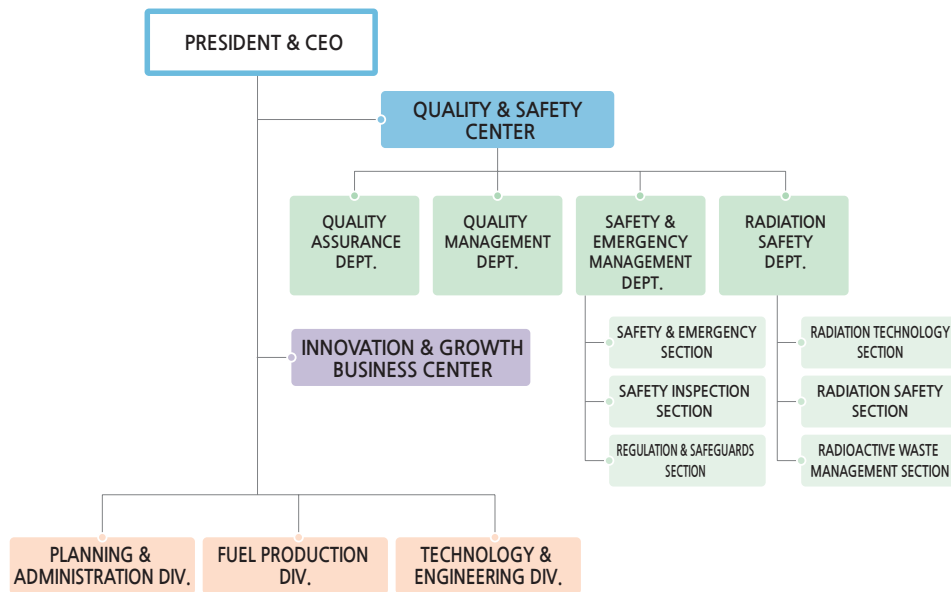 PRESIDENT & CEO
QUALITY & SAFETY
CENTER
QUALITY
ASSURANCE
DEPT.
QUALITY
MANAGEMENT
DEPT.
SAFETY &
EMERGENCY
MANAGEMENT
DEPT.
RADIATION
SAFETY
DEPT.
SAFETY & EMERGENCY
SECTION
SAFETY INSPECTION
SECTION
REGULATION & SAFEGUARDS
SECTION
RADIATION TECHNOLOGY
SECTION
RADIATION SAFETY
SECTION
RADIOACTIVE WASTE
MANAGEMENT SECTION
INNOVATION & GROWTH
BUSINESS CENTER
PLANNING &
ADMINISTRATION DIV.
FUEL PRODUCTION
DIV.
TECHNOLOGY &
ENGINEERING DIV.